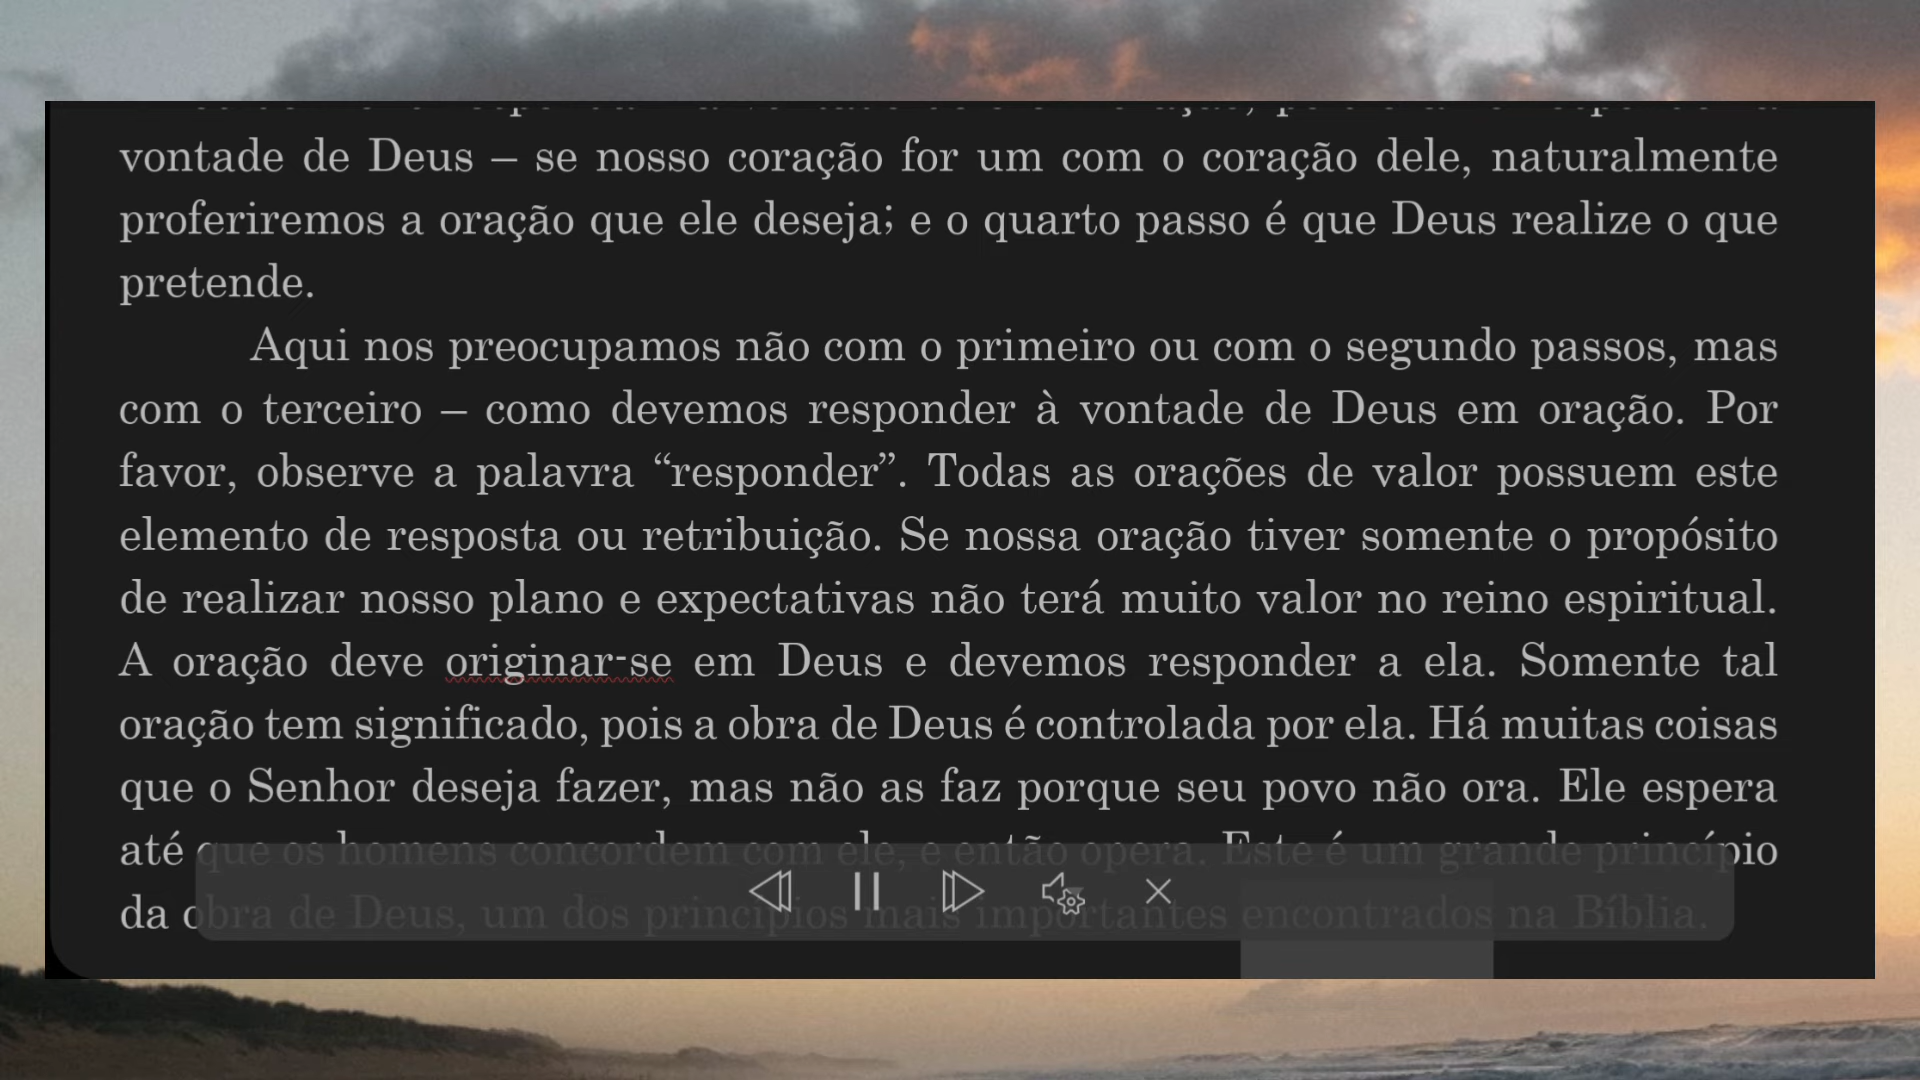 vontade de Deus – se nosso coração for um com o coração dele, naturalmente
proferiremos a oração que ele deseja; e o quarto passo é que Deus realize o que
pretende.
Aqui nos preocupamos não com o primeiro ou com o segundo passos, mas
com o terceiro – como devemos responder à vontade de Deus em oração. Por
favor, observe a palavra “responder”. Todas as orações de valor possuem este
elemento de resposta ou retribuição. Se nossa oração tiver somente o propósito
de realizar nosso plano e expectativas não terá muito valor no reino espiritual.
A oração deve originar-se em Deus e devemos responder a ela. Somente tal
oração tem significado, pois a obra de Deus é controlada por ela. Há muitas coisas
que o Senhor deseja fazer, mas não as faz porque seu povo não ora. Ele espera
até que os homens concordem com ele, e então opera. Este é um grande princípio
da obra de Deus, um dos princípios mais importantes encontrados na Bíblia.